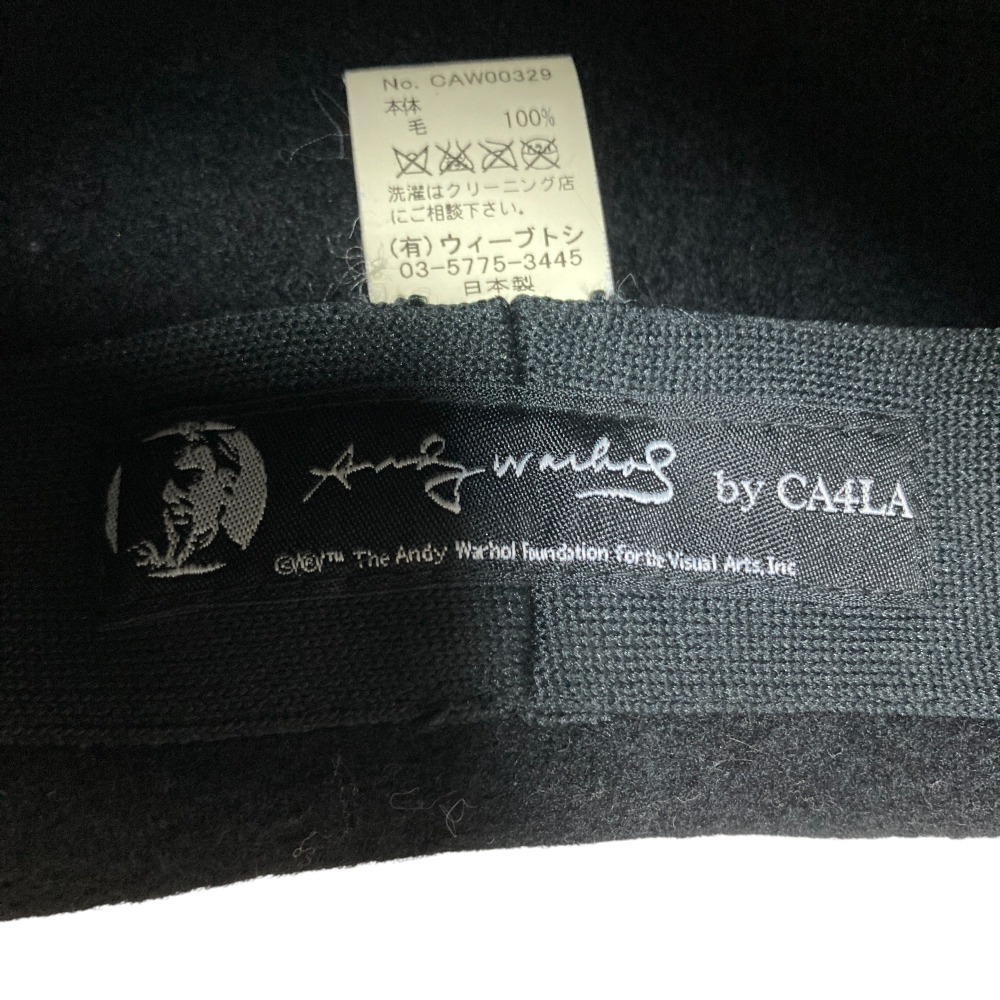 No. CAW00329
本体
毛 100%
洗濯はクリーニング店
にご相談下さい。
(有)ウィーブトシ
03-5775-3445
日本製
Andy Warhol by CA4LA
©/®/™ The Andy Warhol Foundation for the Visual Arts, Inc